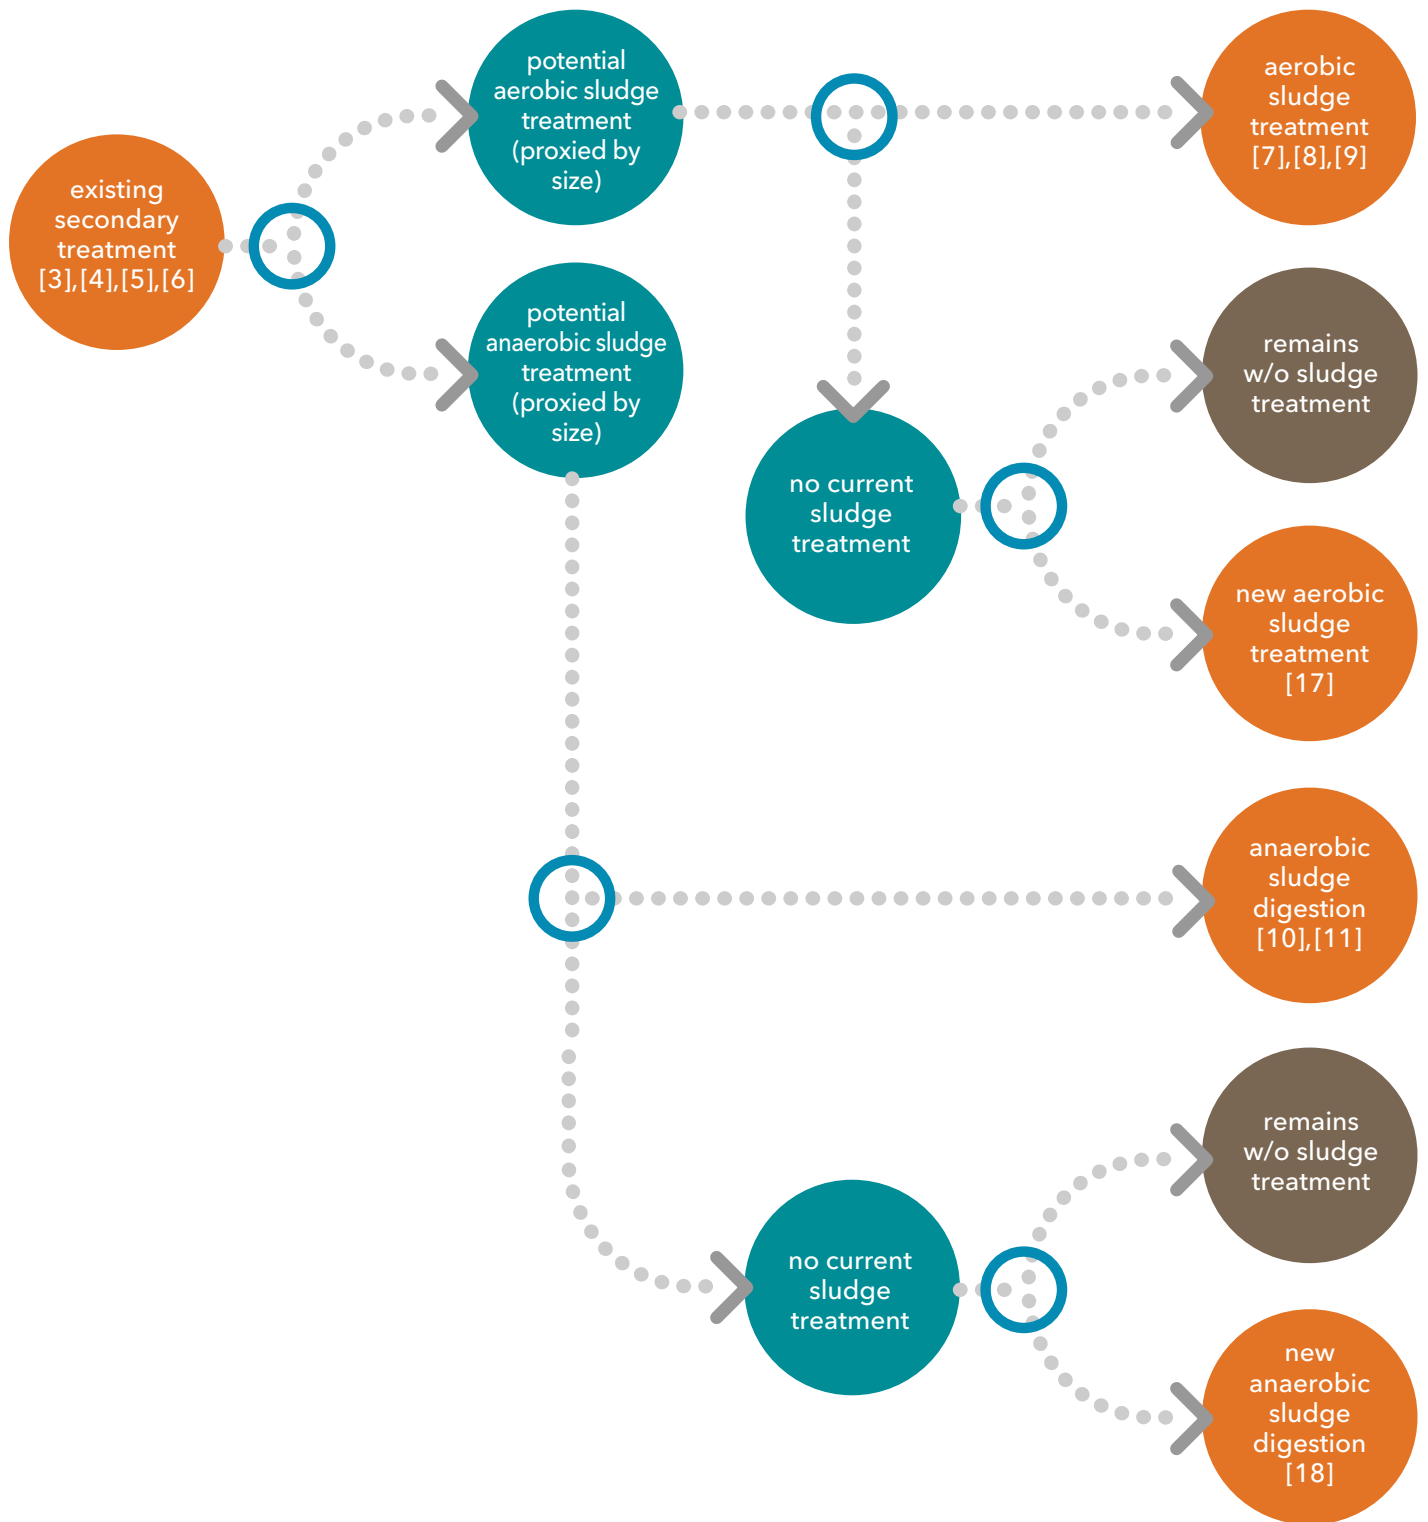 existing
secondary
treatment
[3],[4],[5],[6]
potential
aerobic sludge
treatment
(proxied by
size)
potential
anaerobic sludge
treatment
(proxied by
size)
aerobic
sludge
treatment
[7],[8],[9]
no current
sludge
treatment
remains
w/o sludge
treatment
new aerobic
sludge
treatment
[17]
anaerobic
sludge
digestion
[10],[11]
no current
sludge
treatment
remains
w/o sludge
treatment
new
anaerobic
sludge
digestion
[18]